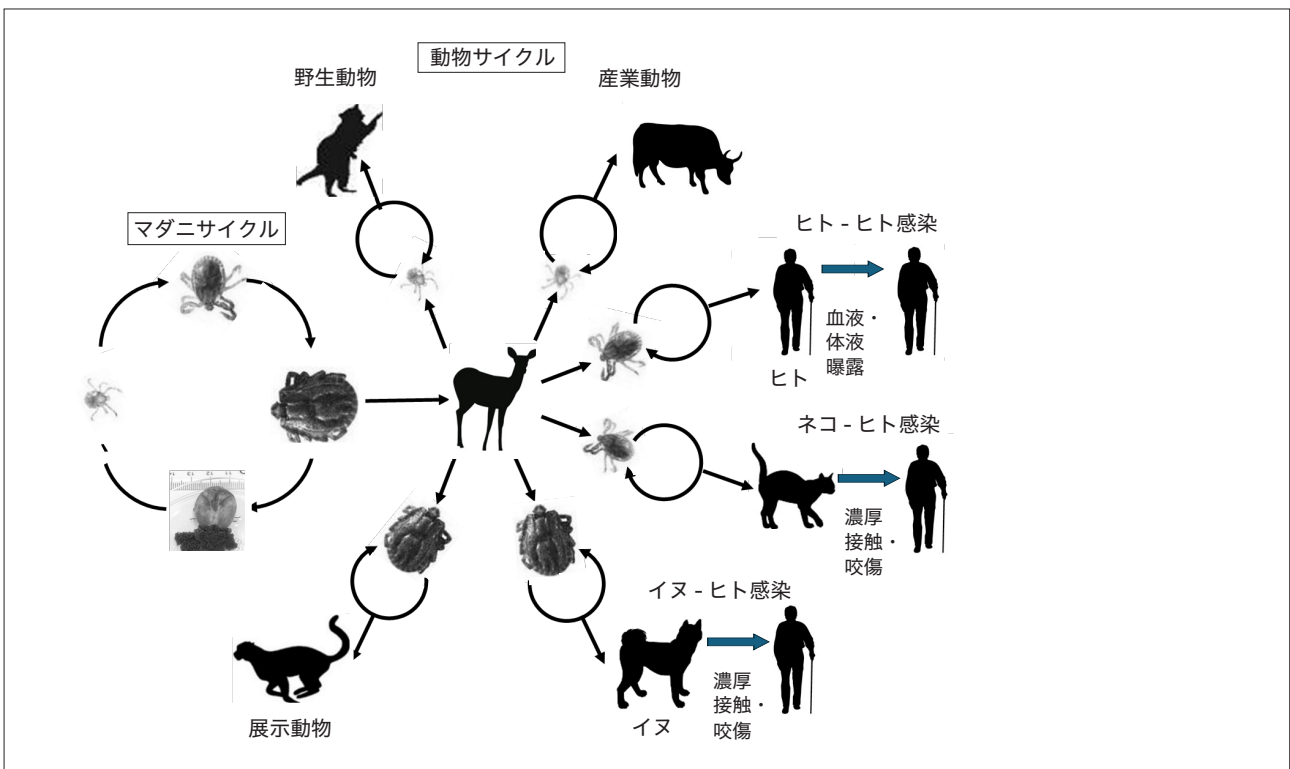 動物サイクル
野生動物
産業動物
マダニサイクル
ヒト - ヒト感染
血液・
体液
曝露
ヒト
ネコ - ヒト感染
濃厚
接触・
咬傷
イヌ - ヒト感染
濃厚
接触・
咬傷
展示動物
イヌ